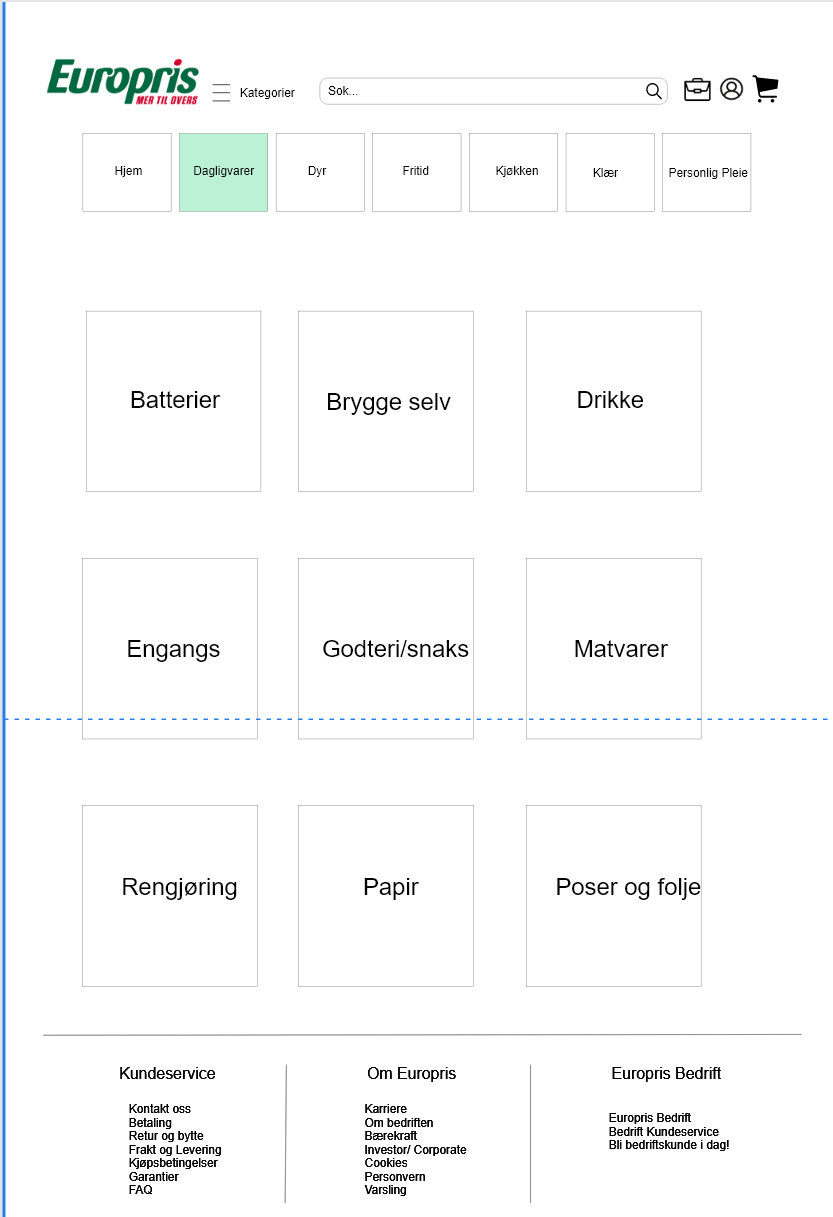 Europris
MER TIL OVERS
Kategorier
Søk...
Hjem
Dagligvarer
Dyr
Fritid
Kjøkken
Klær
Personlig Pleie
Batterier
Brygge selv
Drikke
Engangs
Godteri/snaks
Matvarer
Rengjøring
Papir
Poser og folje
Kundeservice
Kontakt oss
Betaling
Retur og bytte
Frakt og Levering
Kjøpsbetingelser
Garantier
FAQ
Om Europris
Karriere
Om bedriften
Bærekraft
Investor/ Corporate
Cookies
Personvern
Varsling
Europris Bedrift
Europris Bedrift
Bedrift Kundeservice
Bli bedriftskunde i dag!